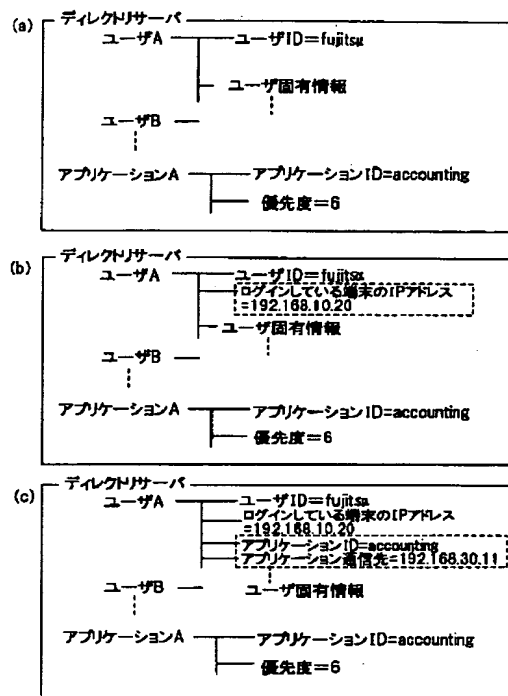 (a)
ディレクトリサーバ
ユーザA
ユーザID=fujitsu
ユーザ固有情報
ユーザB
アプリケーションA
アプリケーションID=accounting
優先度=6
(b)
ディレクトリサーバ
ユーザA
ユーザID=fujitsu
ログインしている端末のIPアドレス
=192.168.10.20
ユーザ固有情報
ユーザB
アプリケーションA
アプリケーションID=accounting
優先度=6
(c)
ディレクトリサーバ
ユーザA
ユーザID=fujitsu
ログインしている端末のIPアドレス
=192.168.10.20
アプリケーションID=accounting
アプリケーション通信先=192.168.30.11
ユーザB
ユーザ固有情報
アプリケーションA
アプリケーションID=accounting
優先度=6